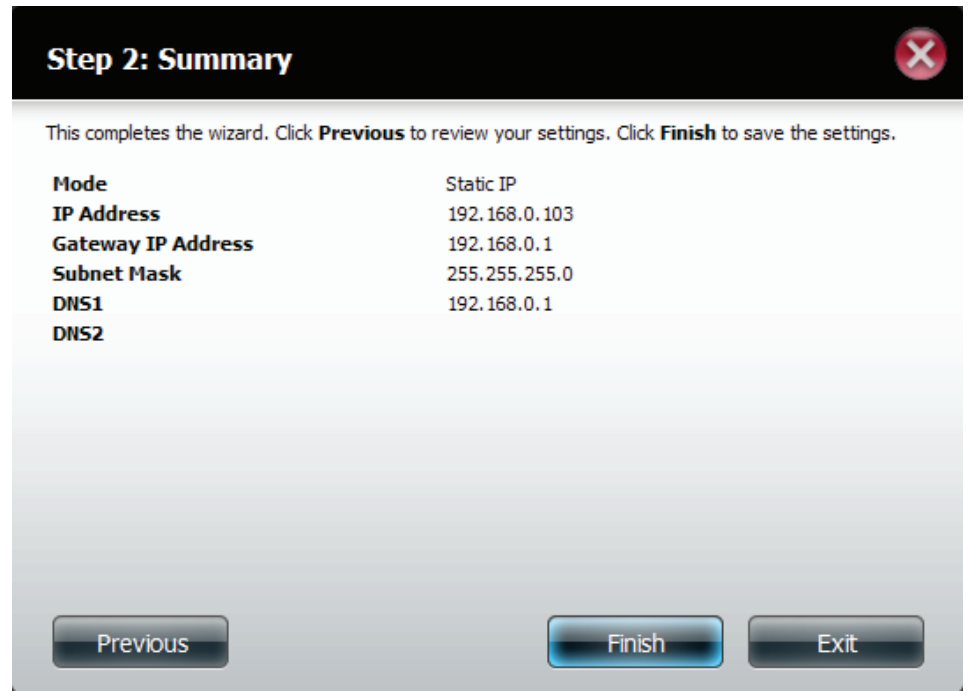 Step 2: Summary
This completes the wizard. Click Previous to review your settings. Click Finish to save the settings.
Mode Static IP
IP Address 192.168.0.103
Gateway IP Address 192.168.0.1
Subnet Mask 255.255.255.0
DNS1 192.168.0.1
DNS2
Previous Finish Exit